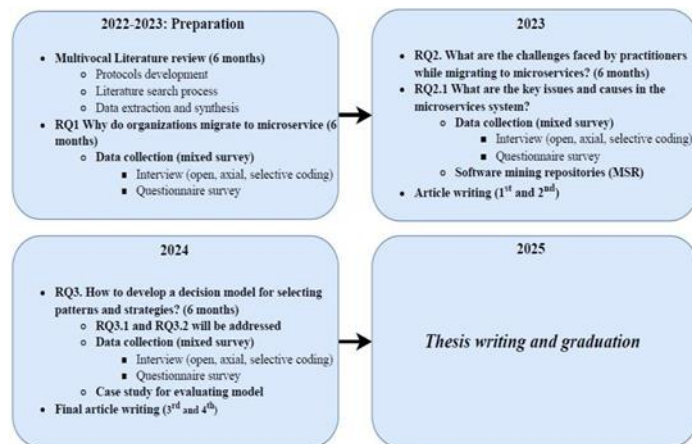 2022-2023: Preparation
• Multivocal Literature review (6 months)
○ Protocols development
○ Literature search process
○ Data extraction and synthesis
• RQ1 Why do organizations migrate to microservice (6
months)
○ Data collection (mixed survey)
■ Interview (open, axial, selective coding)
■ Questionnaire survey
2023
• RQ2. What are the challenges faced by practitioners
while migrating to microservices? (6 months)
• RQ2.1 What are the key issues and causes in the
microservices system?
○ Data collection (mixed survey)
■ Interview (open, axial, selective coding)
■ Questionnaire survey
○ Software mining repositories (MSR)
• Article writing (1st and 2nd)
2024
• RQ3. How to develop a decision model for selecting
patterns and strategies? (6 months)
○ RQ3.1 and RQ3.2 will be addressed
○ Data collection (mixed survey)
■ Interview (open, axial, selective coding)
■ Questionnaire survey
○ Case study for evaluating model
• Final article writing (3rd and 4th)
2025
Thesis writing and graduation